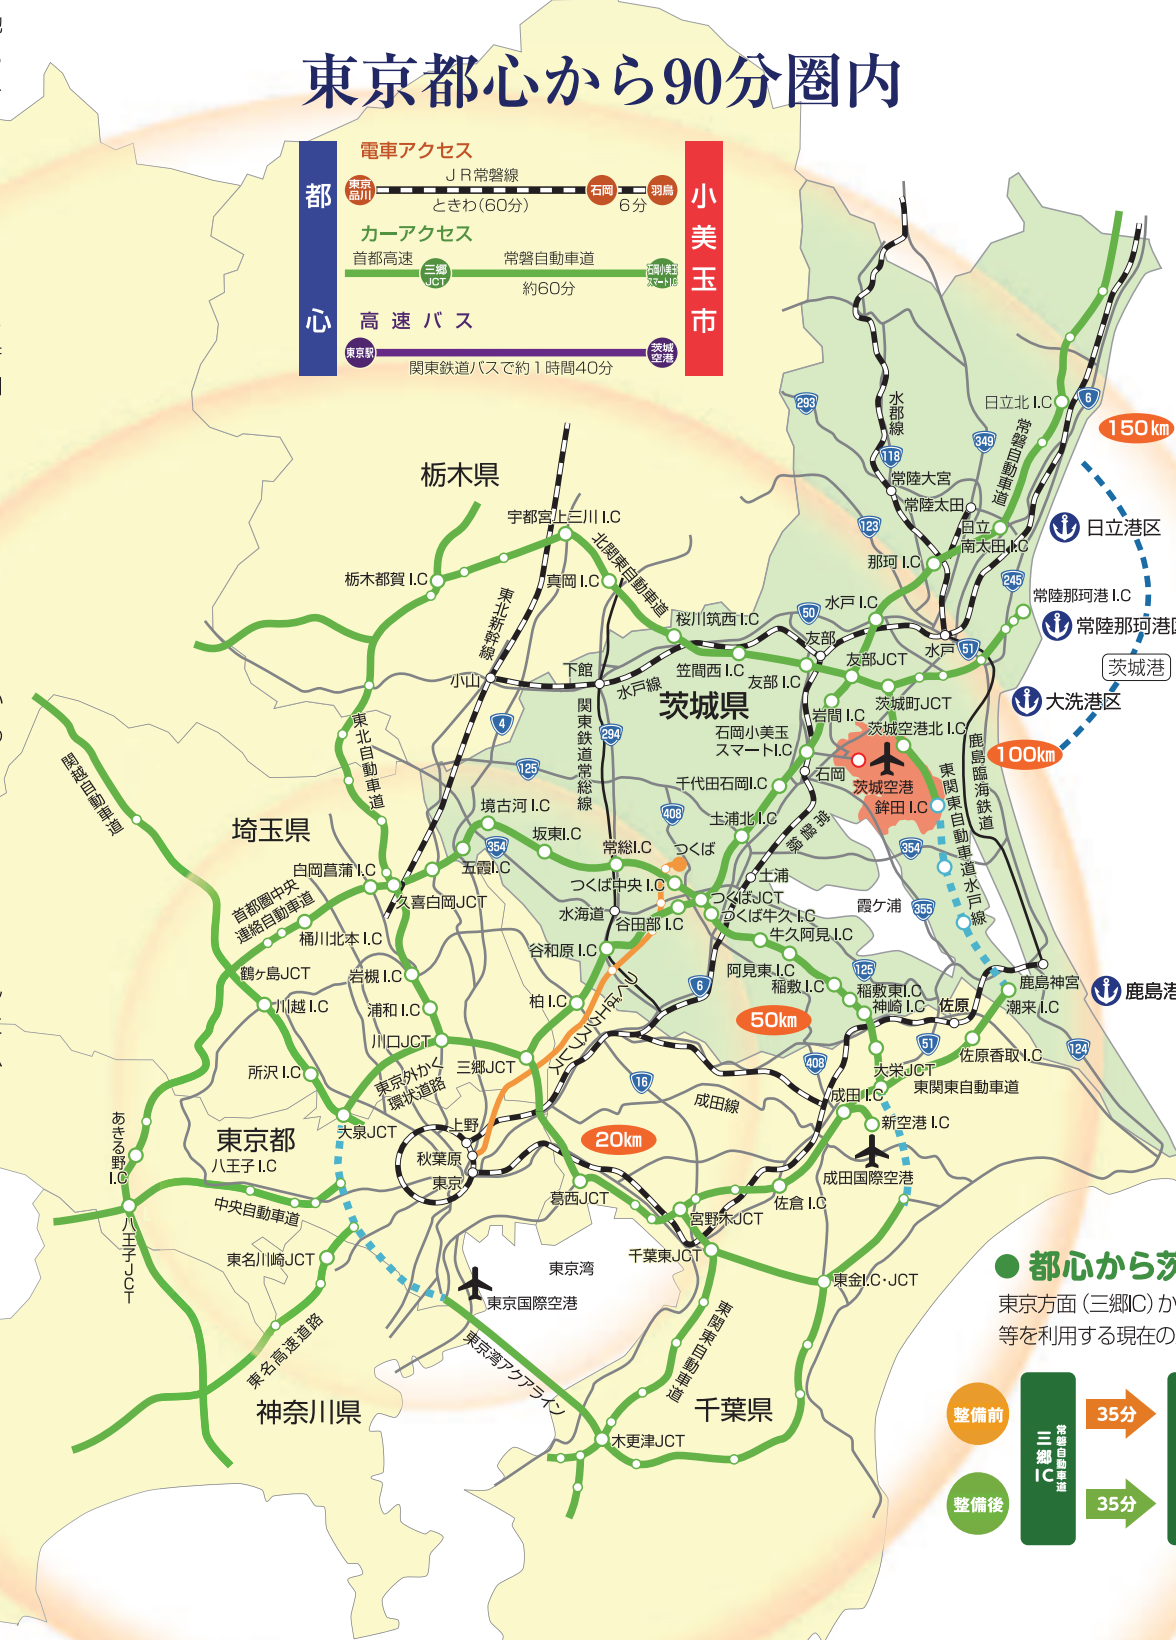 東京都心から90分圏内
都心
電車アクセス
東京
品川
JR常磐線
ときわ(60分)
石岡
6分
羽鳥
カーアクセス
首都高速
三郷
JCT
常磐自動車道
約60分
石岡小美玉
スマートIC
高速バス
東京駅
関東鉄道バスで約1時間40分
茨城
空港
小美玉市
293
水郡線
118
349
常磐自動車道
日立北I.C
6
150km
栃木県
常陸大宮
常陸太田
宇都宮上三川I.C
123
日立
南太田I.C
日立港区
北関東自動車道
那珂I.C
栃木都賀I.C
真岡I.C
245
常陸那珂港I.C
東北新幹線
50
水戸I.C
桜川筑西I.C
常陸那珂港区
友部
水戸
51
茨城港
笠間西I.C
友部I.C
友部JCT
小山
下館
水戸線
茨城県
茨城町JCT
大洗港区
岩間I.C
茨城空港北I.C
東北自動車道
4
関東鉄道常総線
294
石岡小美玉
スマートI.C
鹿島臨海鉄道
100km
関越自動車道
125
石岡
千代田石岡I.C
茨城空港
鉾田I.C
東関東自動車道水戸線
境古河I.C
408
土浦北I.C
常磐線
埼玉県
坂東I.C
354
常総I.C
つくば
354
五霞I.C
白岡菖蒲I.C
つくば中央I.C
土浦
久喜白岡JCT
つくばJCT
首都圏中央
連絡自動車道
水海道
谷田部I.C
つくば牛久I.C
霞ケ浦
355
桶川北本I.C
谷和原I.C
牛久阿見I.C
鶴ヶ島JCT
岩槻I.C
阿見東I.C
125
つくばエクスプレス
6
稲敷I.C
稲敷東I.C
鹿島神宮
鹿島港
川越I.C
浦和I.C
柏I.C
神崎I.C
佐原
潮来I.C
50km
川口JCT
51
124
三郷JCT
408
佐原香取I.C
所沢I.C
東京外かく
環状道路
16
大栄JCT
東関東自動車道
成田線
成田I.C
あきる野I.C
大泉JCT
上野
新空港I.C
東京都
20km
八王子I.C
秋葉原
東京
成田国際空港
中央自動車道
葛西JCT
佐倉I.C
宮野木JCT
八王子JCT
東名川崎JCT
千葉東JCT
東京湾
東金I.C・JCT
都心から茨
東京国際空港
東京方面(三郷IC)か
等を利用する現在の
東名高速道路
東京湾アクアライン
東関東自動車道
神奈川県
千葉県
木更津JCT
整備前
三郷IC
常磐自動車道
35分
整備後
35分